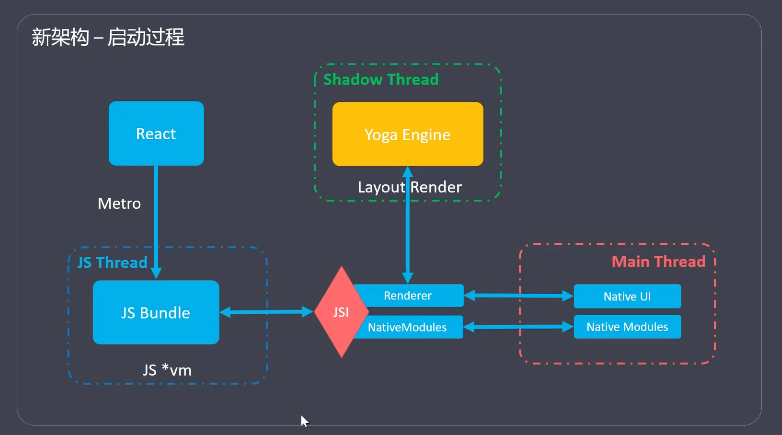 新架构 – 启动过程
Shadow Thread
React
Yoga Engine
Layout Render
Metro
JS Thread
Main Thread
JS Bundle
JSI
Renderer
Native UI
NativeModules
Native Modules
JS *vm